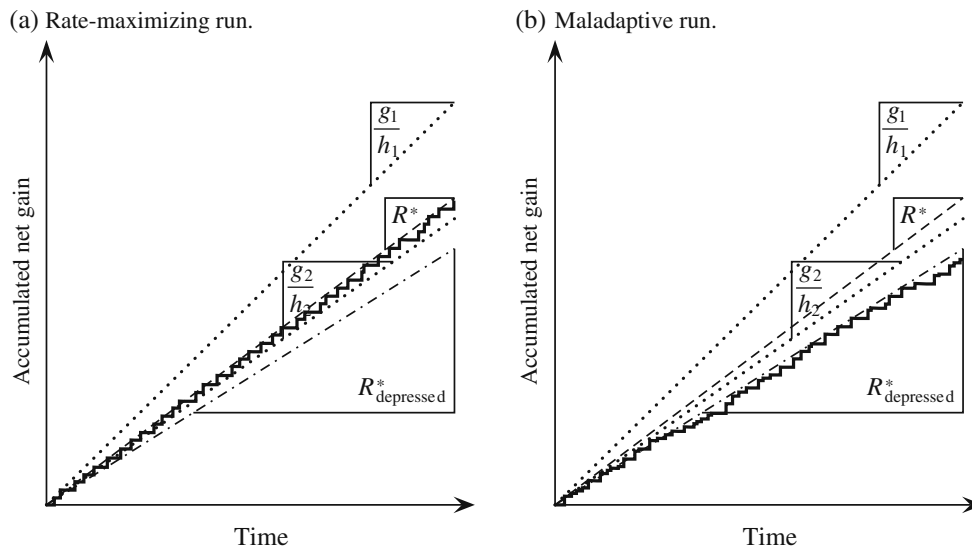 (a) Rate-maximizing run.
Accumulated net gain
g₁
h₁
R*
g₂
h₂
R*depressed
Time
(b) Maladaptive run.
Accumulated net gain
g₁
h₁
R*
g₂
h₂
R*depressed
Time